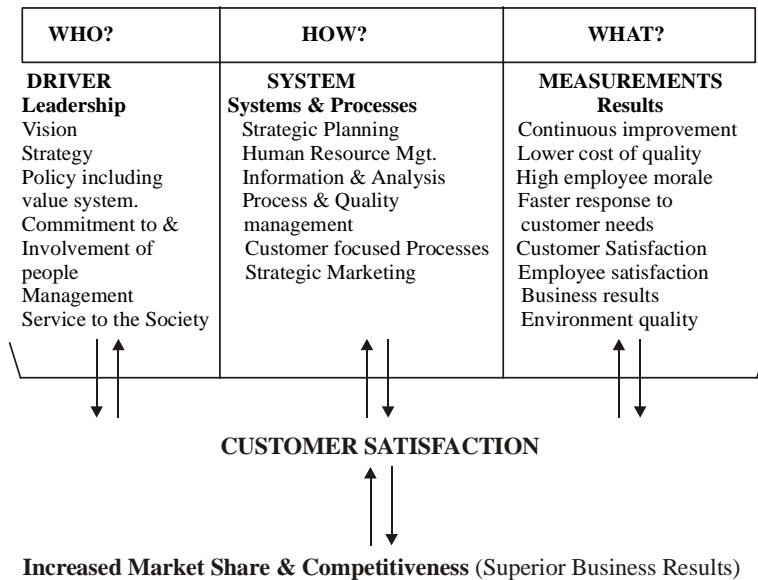 WHO?
HOW?
WHAT?
DRIVER
Leadership
Vision
Strategy
Policy including
value system.
Commitment to &
Involvement of
people
Management
Service to the Society
SYSTEM
Systems & Processes
Strategic Planning
Human Resource Mgt.
Information & Analysis
Process & Quality
management
Customer focused Processes
Strategic Marketing
MEASUREMENTS
Results
Continuous improvement
Lower cost of quality
High employee morale
Faster response to
customer needs
Customer Satisfaction
Employee satisfaction
Business results
Environment quality
CUSTOMER SATISFACTION
Increased Market Share & Competitiveness (Superior Business Results)